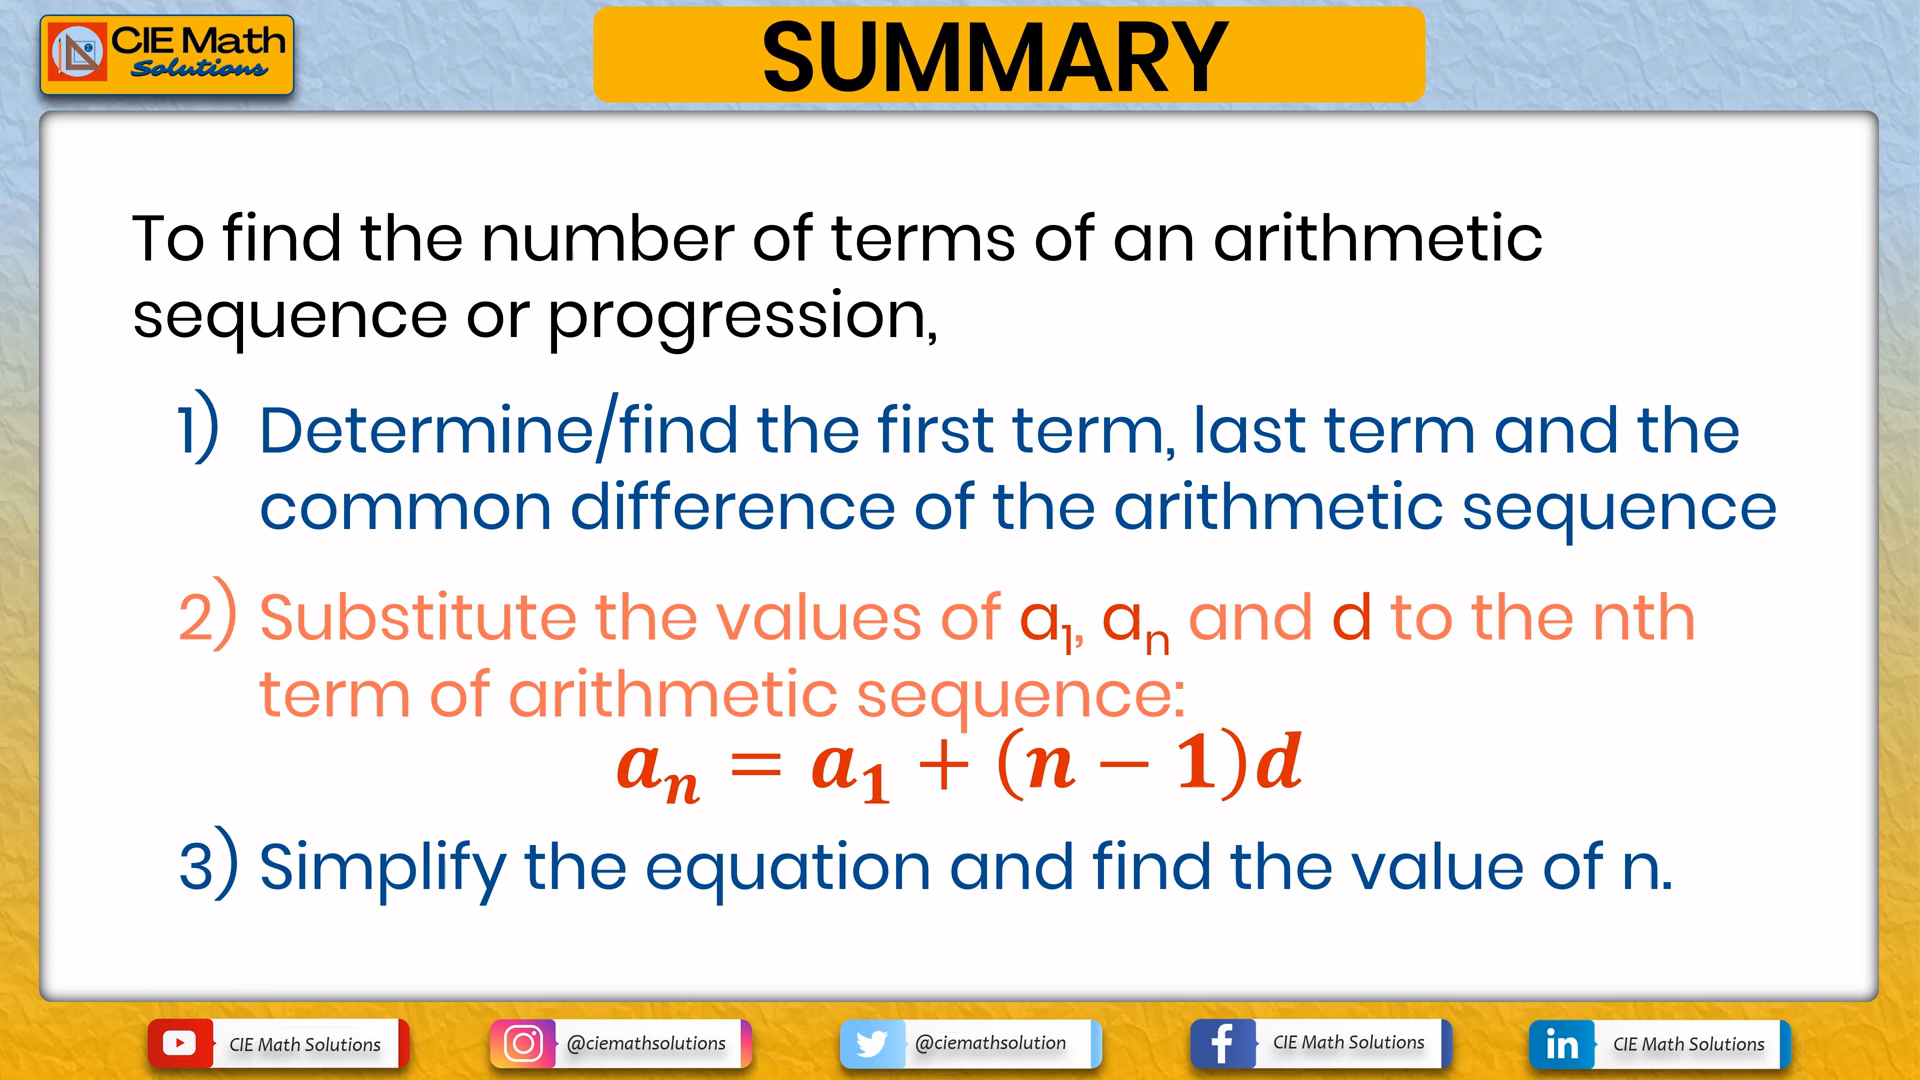 CIE Math
Solutions
SUMMARY
To find the number of terms of an arithmetic
sequence or progression,
1) Determine/find the first term, last term and the
common difference of the arithmetic sequence
2) Substitute the values of a₁, aₙ and d to the nth
term of arithmetic sequence:
aₙ = a₁ + (n − 1)d
3) Simplify the equation and find the value of n.
CIE Math Solutions
@ciemathsolutions
@ciemathsolution
CIE Math Solutions
CIE Math Solutions